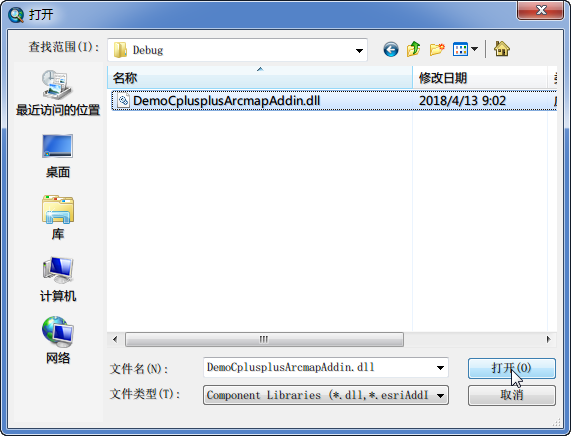 打开
查找范围(I):
Debug
名称
修改日期
DemoCplusplusArcmapAddin.dll
2018/4/13 9:02
最近访问的位置
桌面
库
计算机
网络
文件名(N):
DemoCplusplusArcmapAddin.dll
打开(O)
文件类型(T):
Component Libraries (*.dll,*.esriAddI
取消